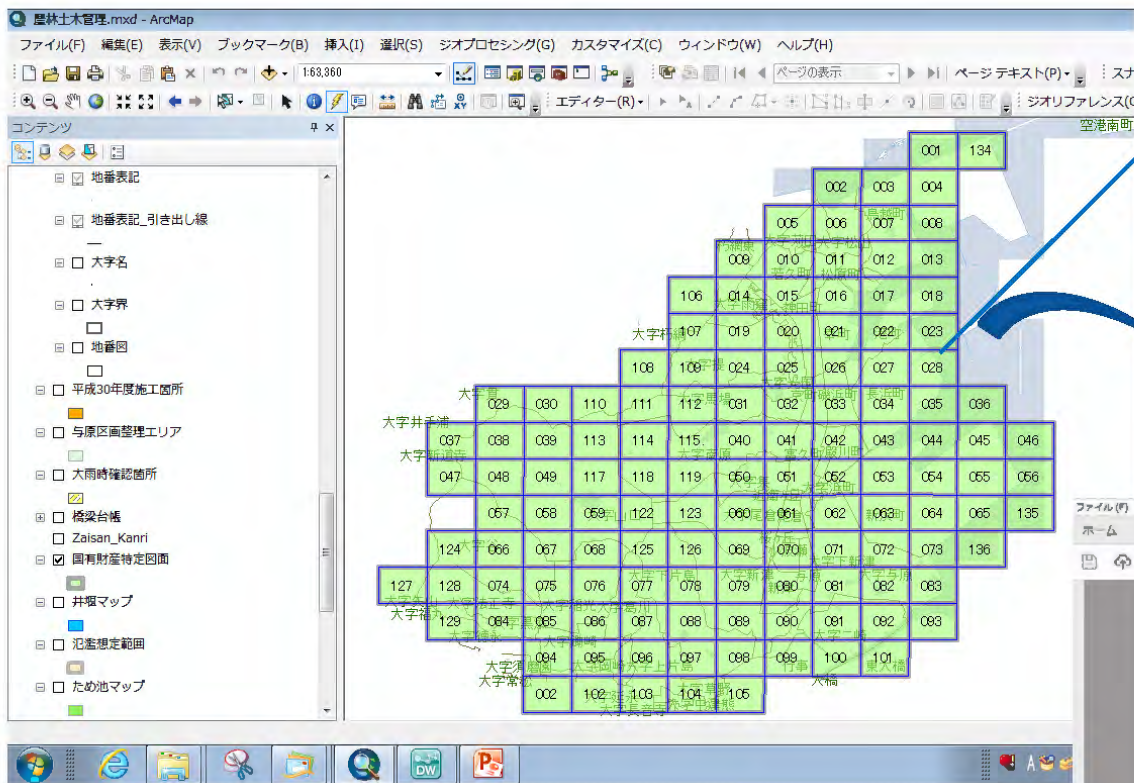 農林土木管理.mxd - ArcMap
ファイル(F) 編集(E) 表示(V) ブックマーク(B) 挿入(I) 選択(S) ジオプロセシング(G) カスタマイズ(C) ウィンドウ(W) ヘルプ(H)
1:63,360 ページの表示 ページ テキスト(P) スナ
エディター(R) ジオリファレンス(C
コンテンツ
地番表記
地番表記_引き出し線
大字名
大字界
地番図
平成30年度施工箇所
与原区画整理エリア
大雨時確認箇所
橋梁台帳
Zaisan_Kanri
国有財産特定図面
井堰マップ
氾濫想定範囲
ため池マップ
空港南町
001 134
002 003 004
005 006 007 008
009 010 011 012 013
106 014 015 016 017 018
107 019 020 021 022 023
108 109 024 025 026 027 028
029 030 110 111 112 031 032 033 034 035 036
大字井手浦
037 038 039 113 114 115 040 041 042 043 044 045 046
大字新道寺
047 048 049 117 118 119 050 051 052 053 054 055 056
057 058 059 122 123 060 061 062 063 064 065 135
124 066 067 068 125 126 069 070 071 072 073 136
127 128 074 075 076 077 078 079 080 081 082 083
大字福丸
129 084 085 086 087 088 089 090 091 092 093
094 095 096 097 098 099 100 101
大字常松
002 102 103 104 105
大字長音寺
ファイル(F)
ホーム
DW
A